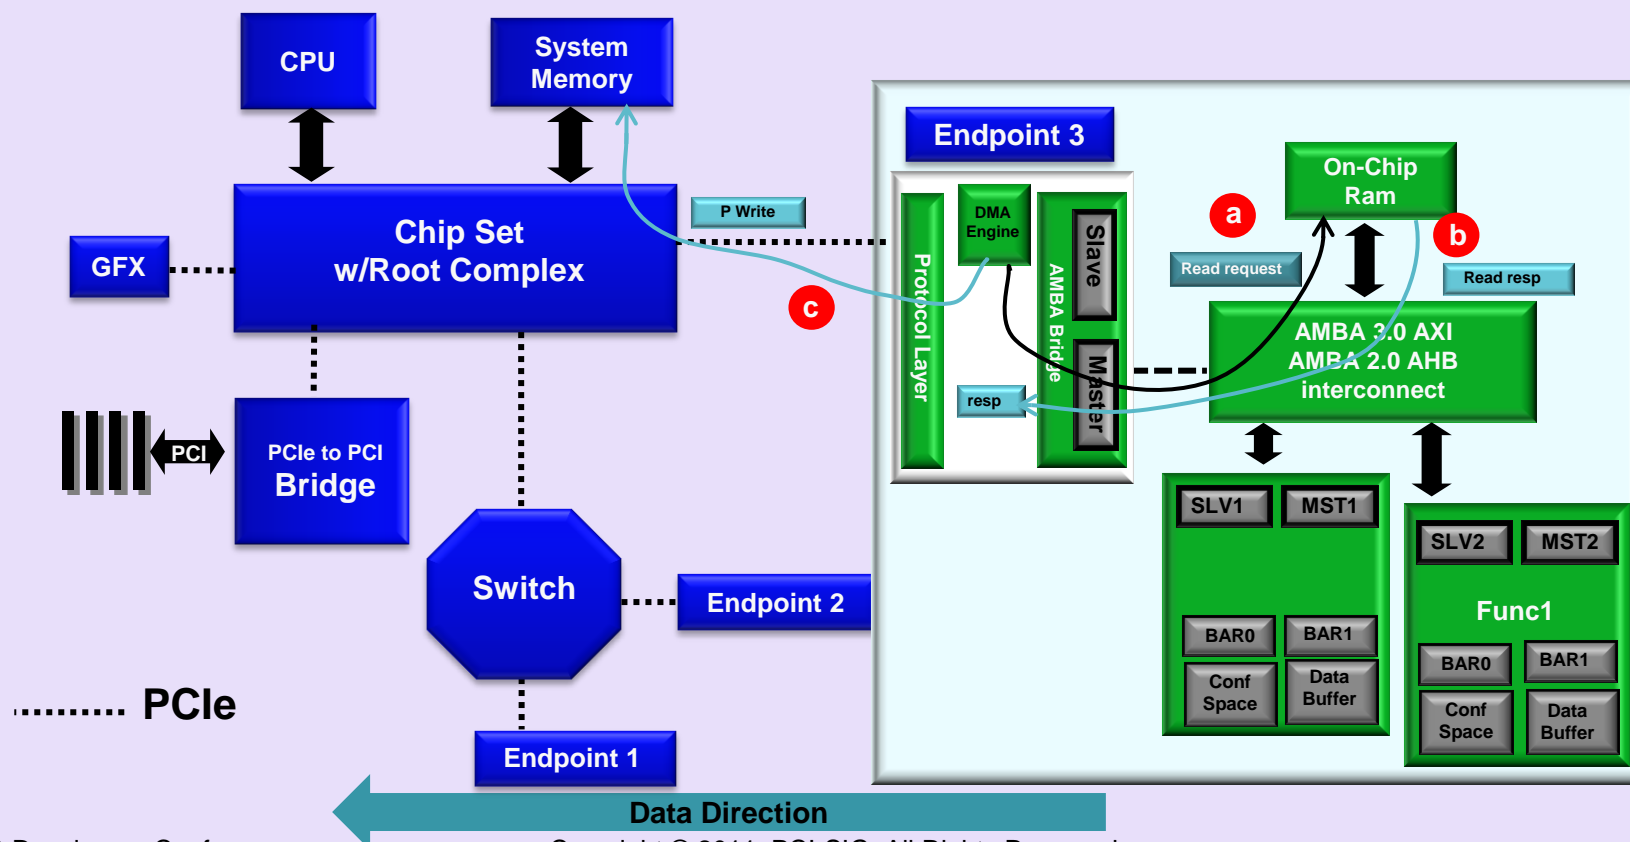 CPU
System
Memory
Chip Set
w/Root Complex
GFX
P Write
c
PCIe to PCI
Bridge
PCI
Switch
Endpoint 2
Endpoint 1
PCIe
Data Direction
Endpoint 3
Protocol Layer
DMA
Engine
AMBA Bridge
Slave
Master
resp
a
Read request
On-Chip
Ram
b
Read resp
AMBA 3.0 AXI
AMBA 2.0 AHB
interconnect
SLV1
MST1
BAR0
BAR1
Conf
Space
Data
Buffer
SLV2
MST2
Func1
BAR0
BAR1
Conf
Space
Data
Buffer
2011